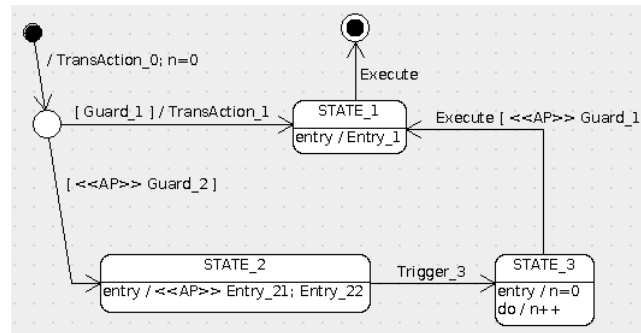 / TransAction_0; n=0
Execute
[ Guard_1 ] / TransAction_1
STATE_1
entry / Entry_1
Execute [ <<AP>> Guard_1
[ <<AP>> Guard_2 ]
STATE_2
entry / <<AP>> Entry_21; Entry_22
Trigger_3
STATE_3
entry / n=0
do / n++